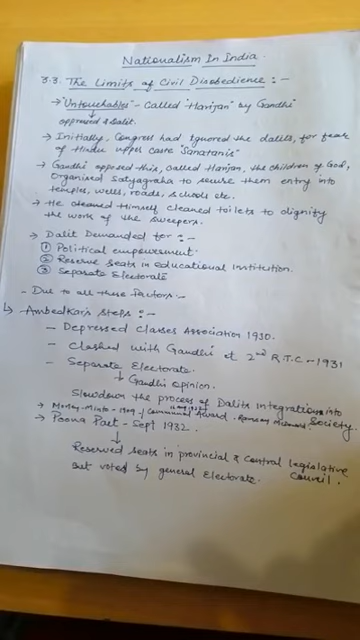 Nationalism In India.
3.3. The Limits of Civil Disobedience :-
→ "Untouchables" - Called "Harijan" by Gandhi
↓
oppressed & Dalit.
→ Initially, Congress had Ignored the dalits, for fear
of Hindu upper caste "Sanatanis"
→ Gandhi opposed this, called Harijan, the children of God,
Organised Satyagraha to secure them entry into
temples, wells, roads, schools etc.
→ He cleaned Himself cleaned toilets to dignity
the work of the sweepers.
→ Dalit Demanded for :-
① Political empowerment.
② Reserve Seats in educational Institution.
③ Separate Electorate
- Due to all these Factors :-
↳ Ambedkar's steps :-
- Depressed Classes Association 1930.
- Clashed with Gandhi at 2nd R.T.C - 1931
- Separate Electorate.
↓ Gandhi opinion.
Slowdown the process of Dalits Integration into
Society.
→ Morley-Minto - 1909 Communal Award.
→ Poona Pact - Sept 1932.
↓
Reserved seats in provincial & Central legislative
Council.
but voted by general Electorate.